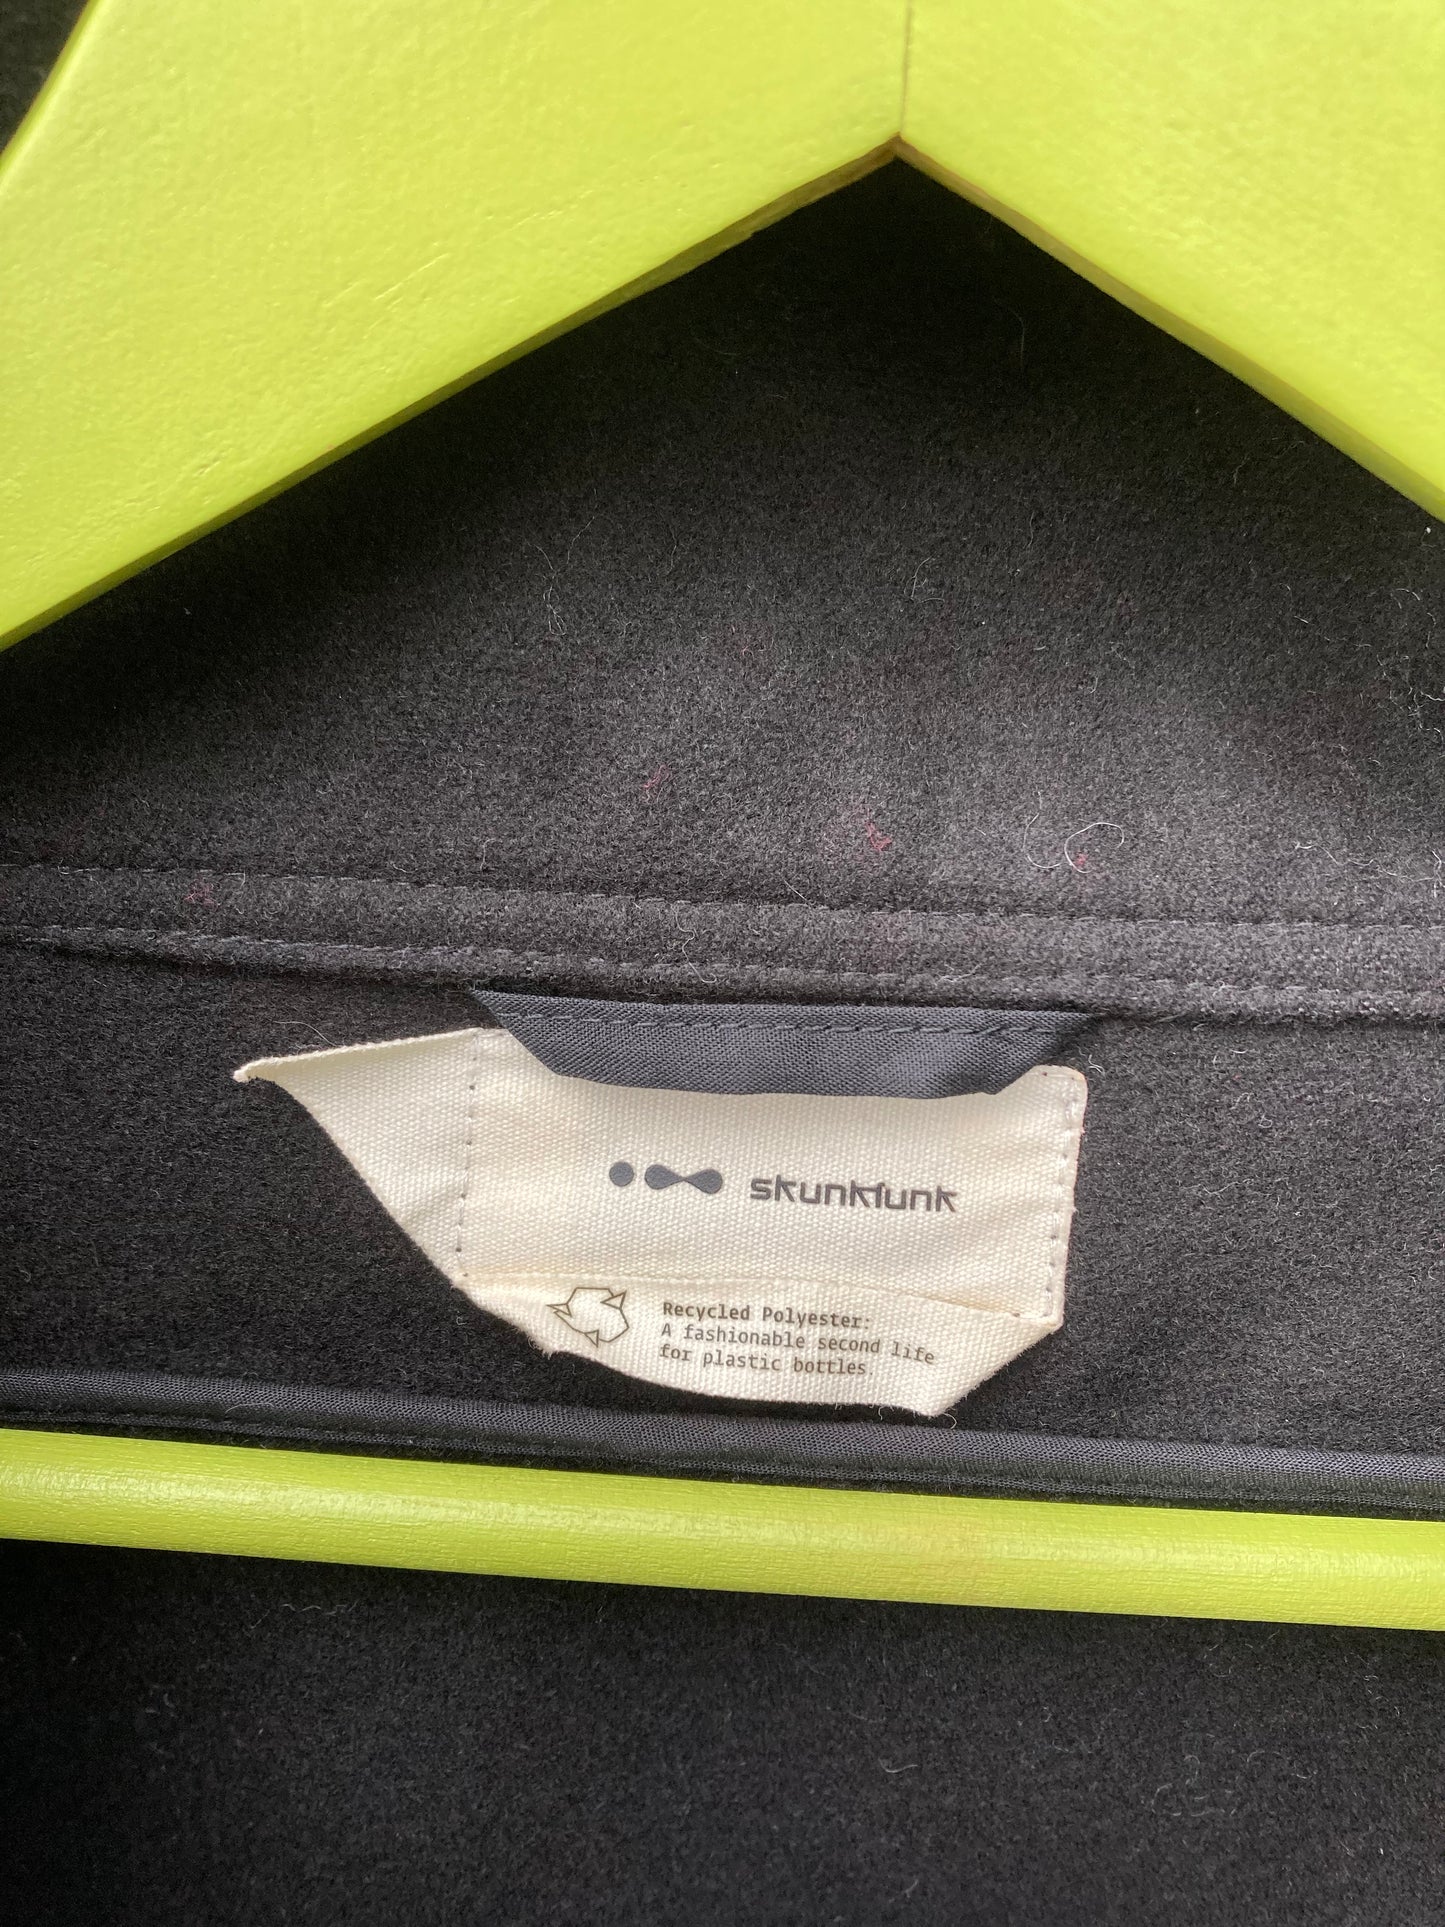 skunkfunk
Recycled Polyester:
A fashionable second life
for plastic bottles.